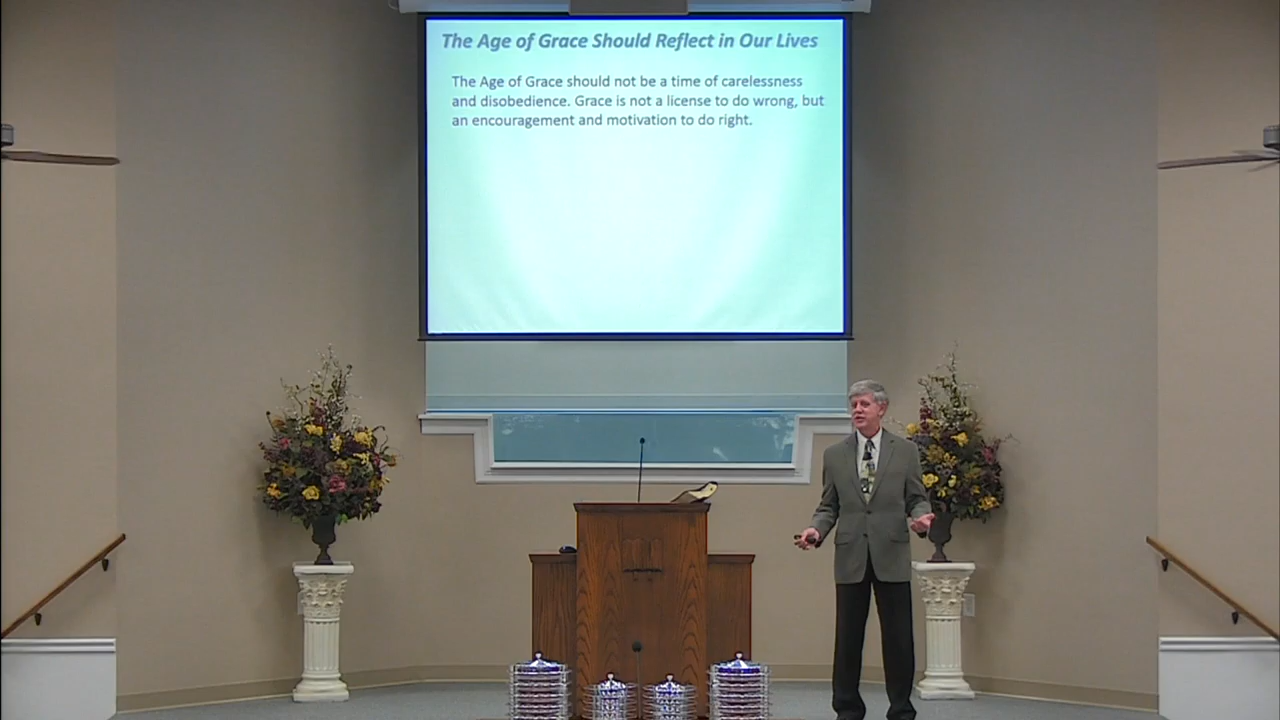 The Age of Grace Should Reflect in Our Lives
The Age of Grace should not be a time of carelessness
and disobedience. Grace is not a license to do wrong, but
an encouragement and motivation to do right.